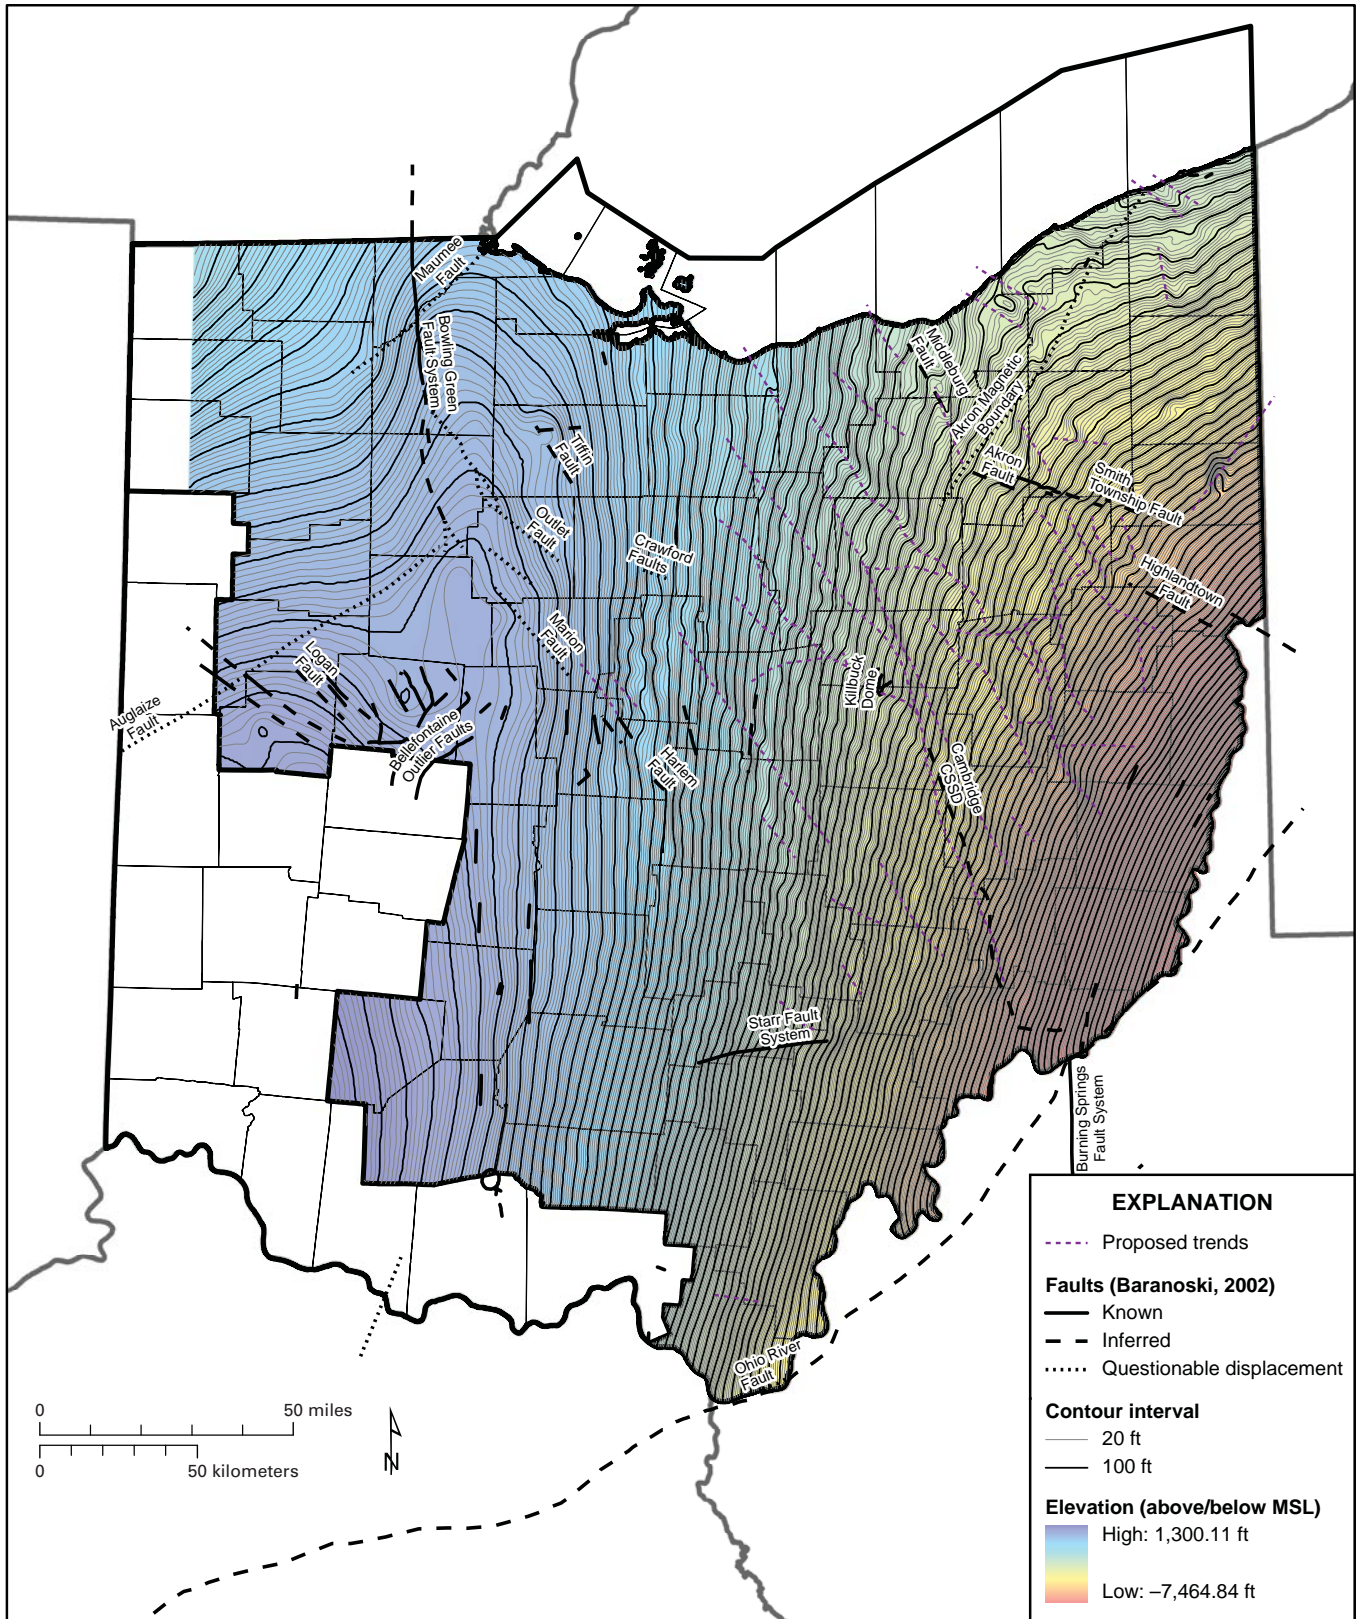 Maumee
Fault
Bowling Green
Fault System
Tiffin
Fault
Outlet
Fault
Crawford
Faults
Middleburg
Fault
Akron Magnetic
Boundary
Akron
Fault
Smith
Township Fault
Highlandtown
Fault
Marion
Fault
Logan
Fault
Auglaize
Fault
Bellefontaine
Outlier Faults
Killbuck
Dome
Harlem
Fault
Cambridge
CSSD
Starr Fault
System
Burning Springs
Fault System
Ohio River
Fault
0 50 miles
0 50 kilometers
N
EXPLANATION
Proposed trends
Faults (Baranoski, 2002)
Known
Inferred
Questionable displacement
Contour interval
20 ft
100 ft
Elevation (above/below MSL)
High: 1,300.11 ft
Low: –7,464.84 ft